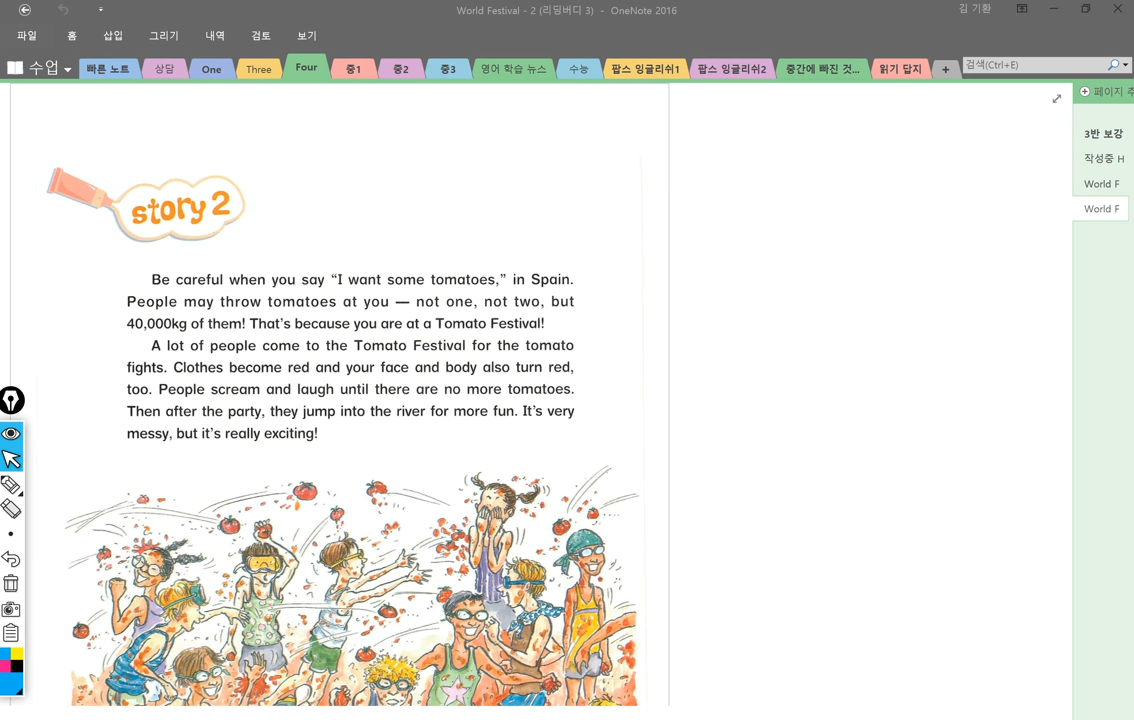 World Festival - 2 (리딩버디 3) - OneNote 2016
김 기환
파일 홈 삽입 그리기 내역 검토 보기
수업 빠른 노트 상담 One Three Four 중1 중2 중3 영어 학습 뉴스 수능 팝스 잉글리쉬1 팝스 잉글리쉬2 중간에 빠진 것... 읽기 답지 + 검색(Ctrl+E)
페이지 추
3반 보강
작성중 H
World F
World F
story 2
Be careful when you say “I want some tomatoes,” in Spain.
People may throw tomatoes at you — not one, not two, but
40,000kg of them! That’s because you are at a Tomato Festival!
A lot of people come to the Tomato Festival for the tomato
fights. Clothes become red and your face and body also turn red,
too. People scream and laugh until there are no more tomatoes.
Then after the party, they jump into the river for more fun. It’s very
messy, but it’s really exciting!